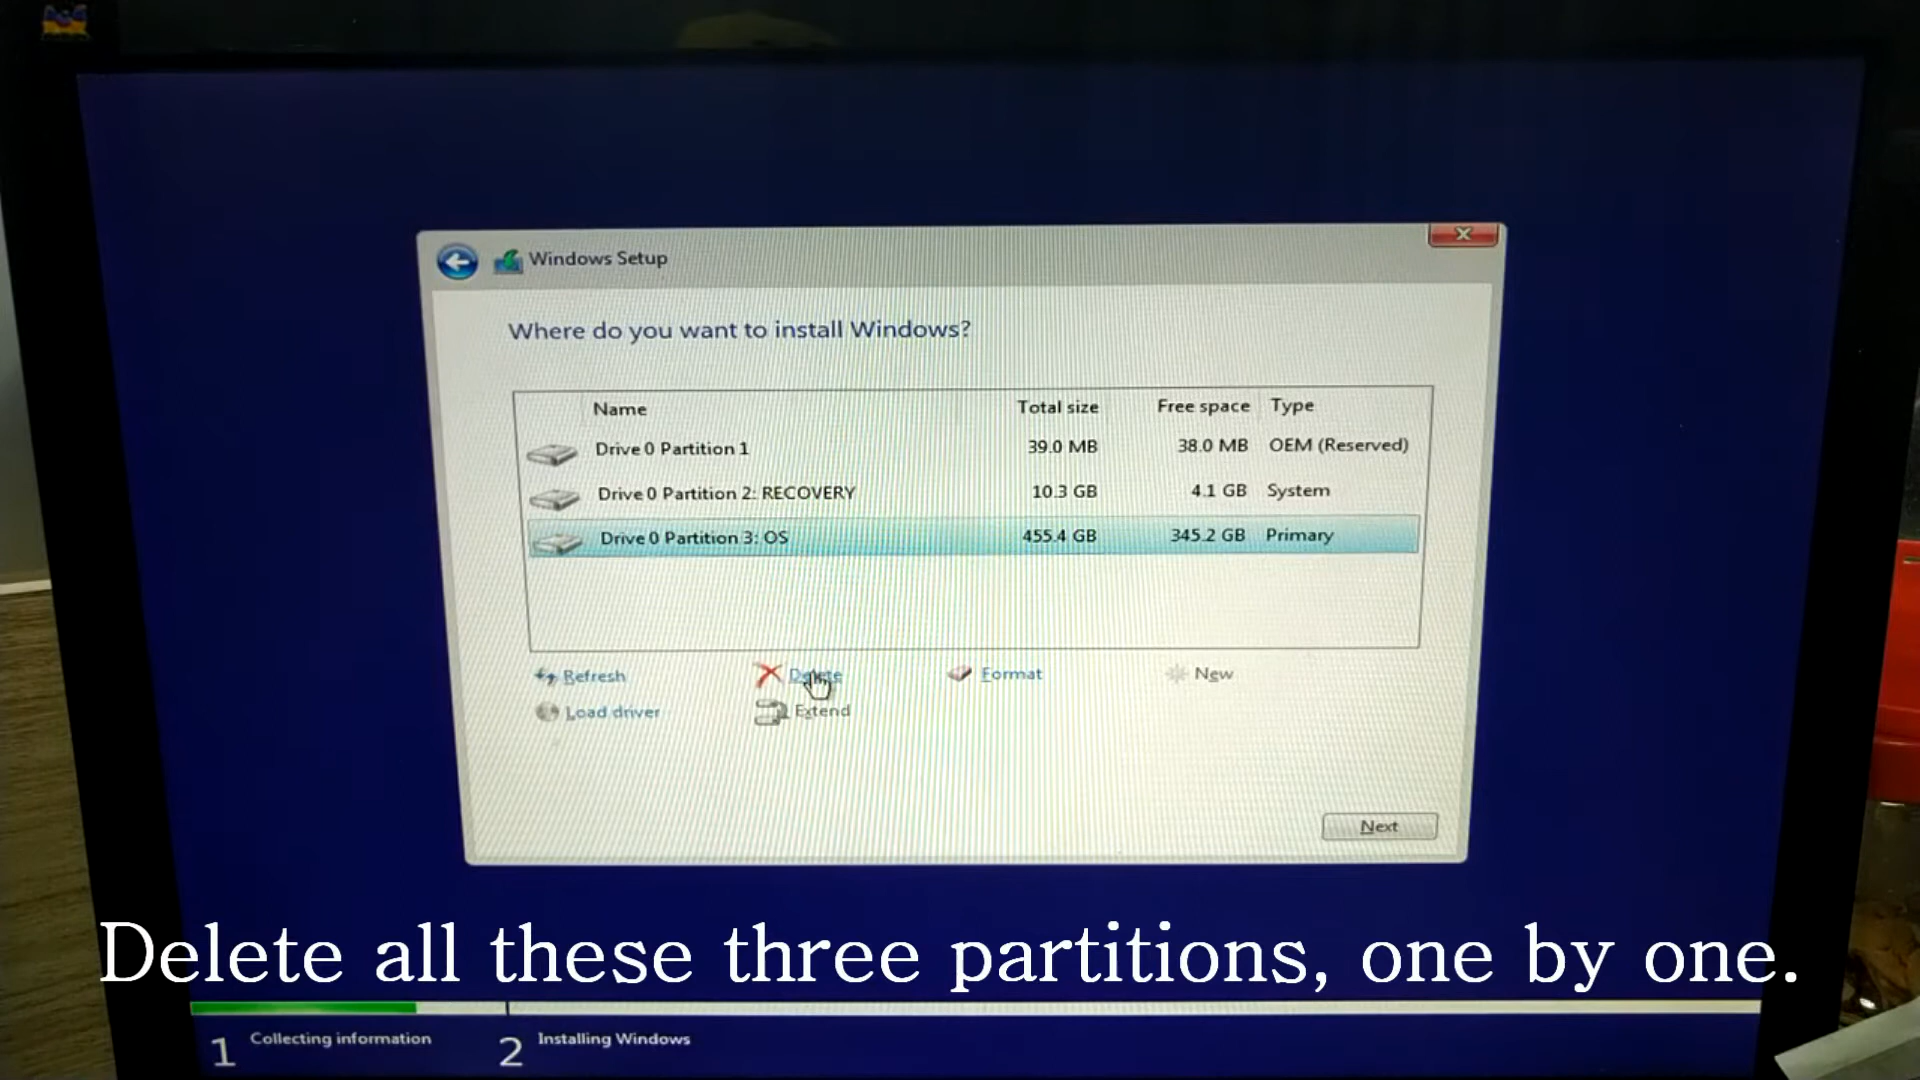 Windows Setup
Where do you want to install Windows?
Name Total size Free space Type
Drive 0 Partition 1 39.0 MB 38.0 MB OEM (Reserved)
Drive 0 Partition 2: RECOVERY 10.3 GB 4.1 GB System
Drive 0 Partition 3: OS 455.4 GB 345.2 GB Primary
Refresh Delete Format New
Load driver Extend
Next
Delete all these three partitions, one by one.
1 Collecting information 2 Installing Windows